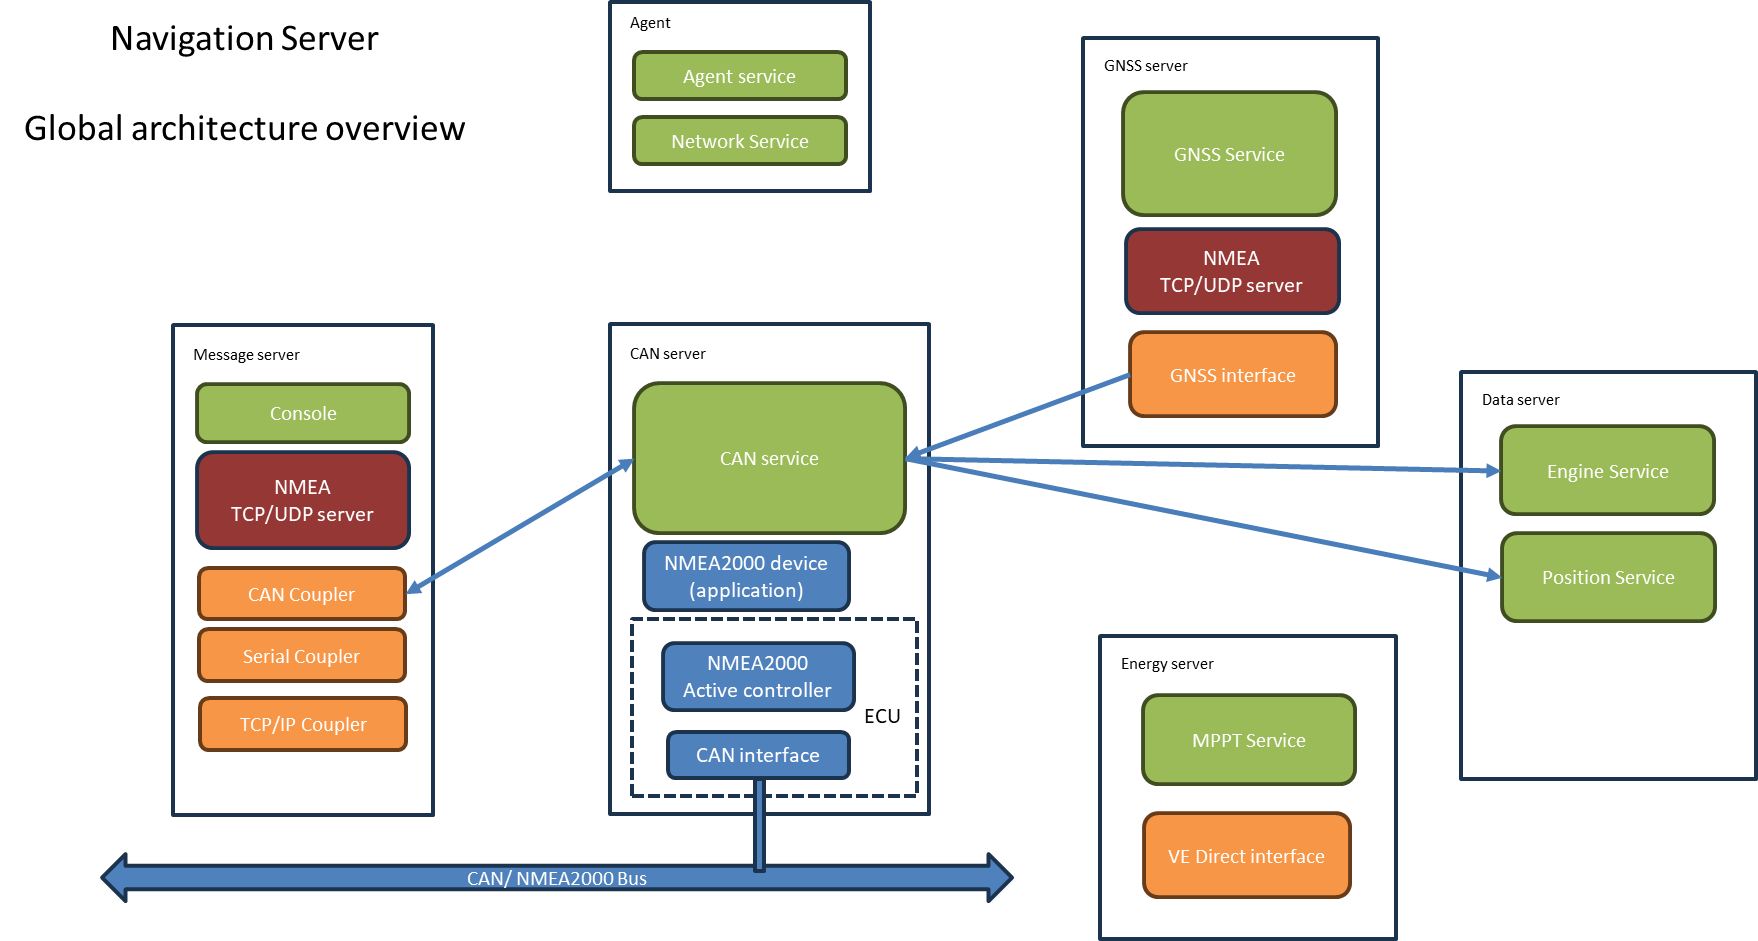 Navigation Server
Global architecture overview
Agent
Agent service
Network Service
GNSS server
GNSS Service
NMEA
TCP/UDP server
GNSS interface
Message server
Console
NMEA
TCP/UDP server
CAN Coupler
Serial Coupler
TCP/IP Coupler
CAN server
CAN service
NMEA2000 device
(application)
NMEA2000
Active controller
ECU
CAN interface
CAN/ NMEA2000 Bus
Data server
Engine Service
Position Service
Energy server
MPPT Service
VE Direct interface